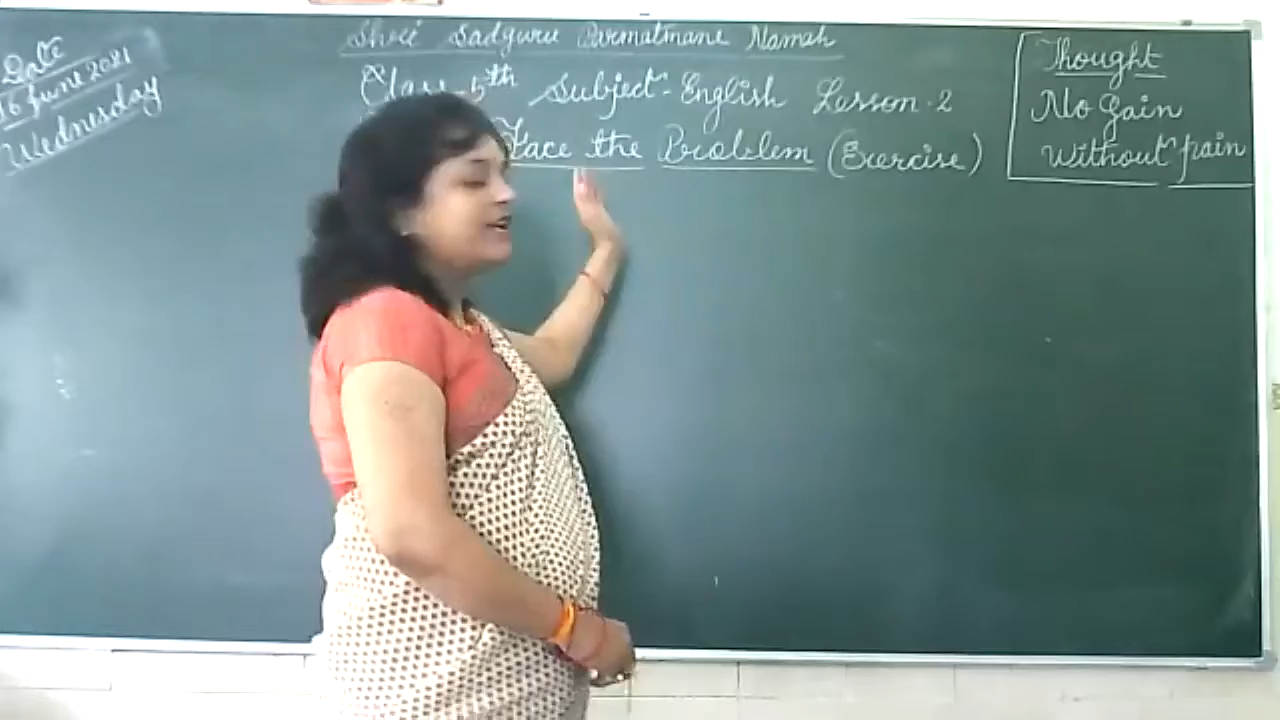 Date
16 June 2021
Wednesday
Shree Sadguru Parmatmane Namah
Class 5th Subject - English Lesson - 2
Face the Problem (Exercise)
Thought
No Gain
Without pain